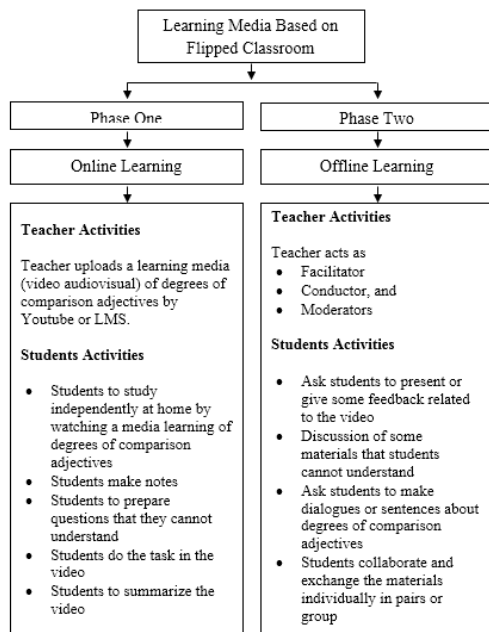 Learning Media Based on
Flipped Classroom
Phase One
Phase Two
Online Learning
Offline Learning
Teacher Activities
Teacher uploads a learning media
(video audiovisual) of degrees of
comparison adjectives by
Youtube or LMS.
Students Activities
• Students to study
independently at home by
watching a media learning of
degrees of comparison
adjectives
• Students make notes
• Students to prepare
questions that they cannot
understand
• Students do the task in the
video
• Students to summarize the
video
Teacher Activities
Teacher acts as
• Facilitator
• Conductor, and
• Moderators
Students Activities
• Ask students to present or
give some feedback related
to the video
• Discussion of some
materials that students
cannot understand
• Ask students to make
dialogues or sentences about
degrees of comparison
adjectives
• Students collaborate and
exchange the materials
individually in pairs or
group